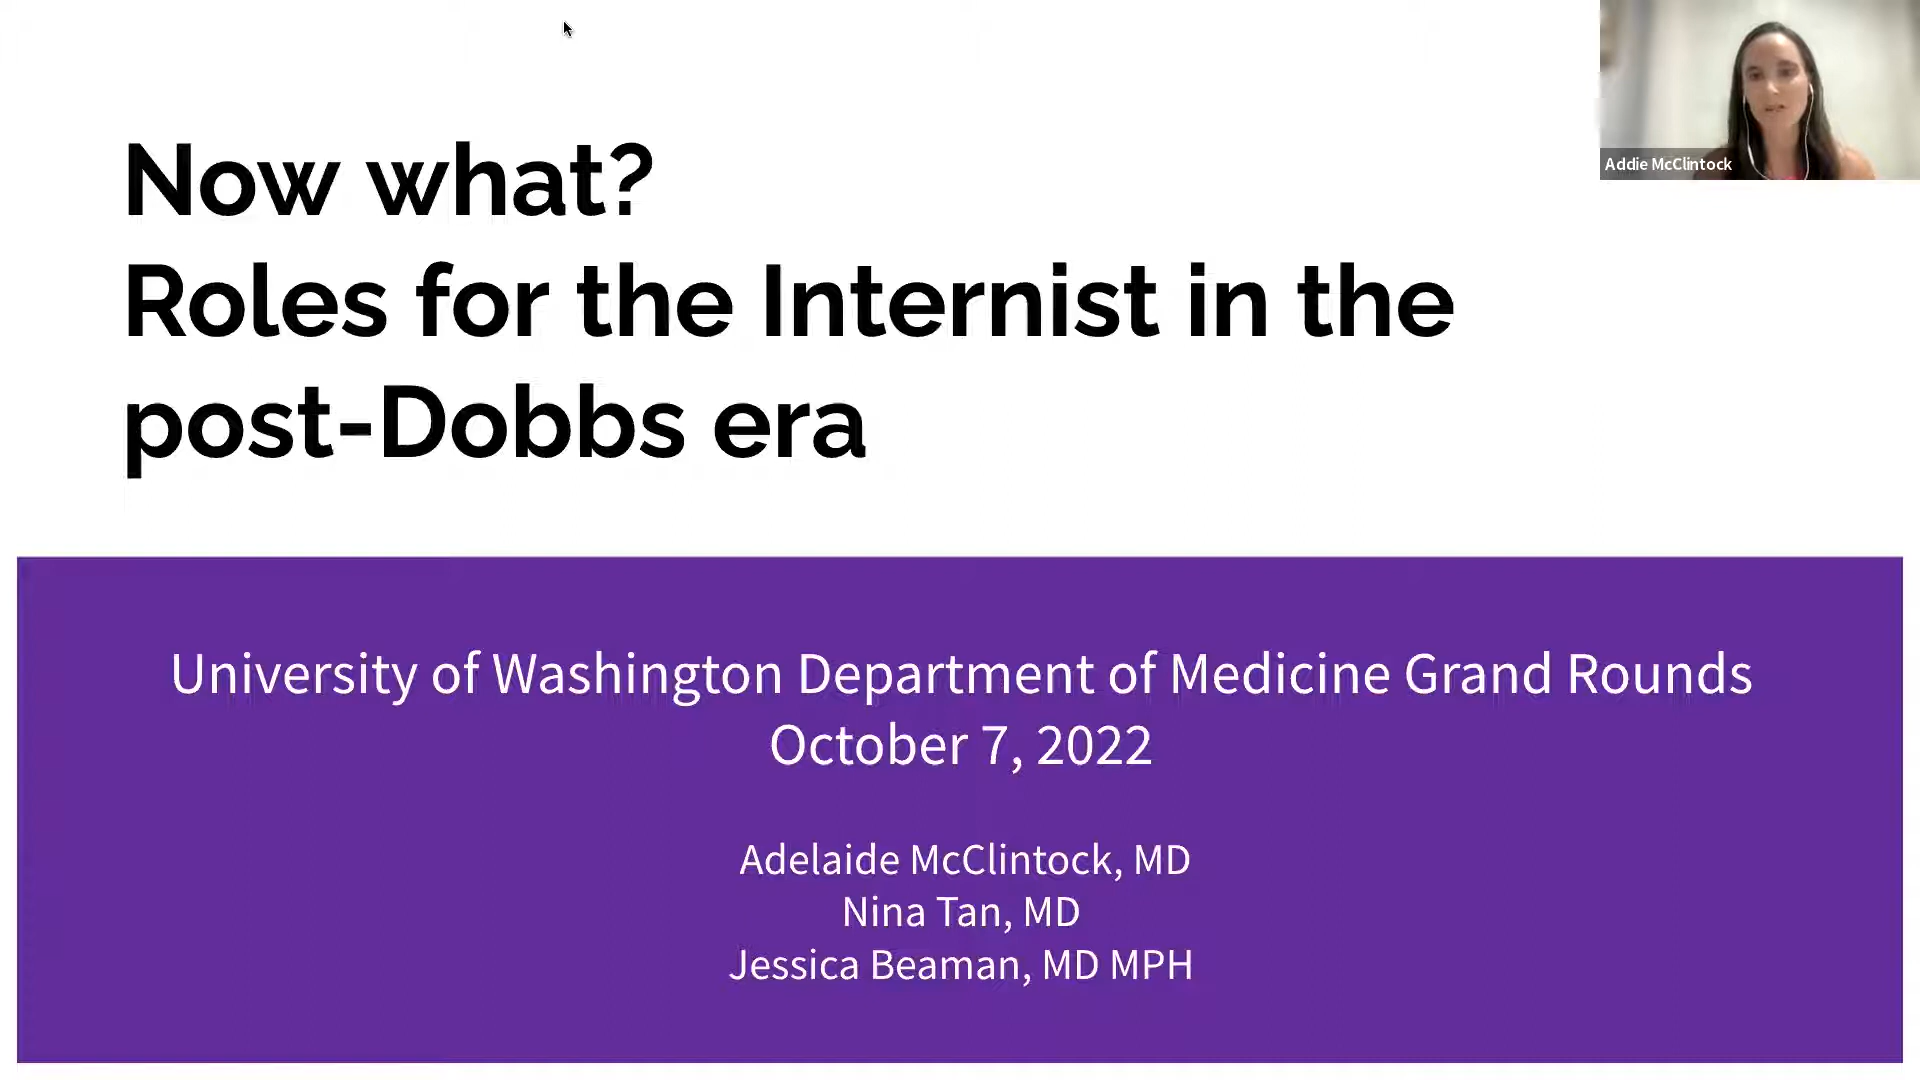 Now what?
Roles for the Internist in the
post-Dobbs era
Addie McClintock
University of Washington Department of Medicine Grand Rounds
October 7, 2022
Adelaide McClintock, MD
Nina Tan, MD
Jessica Beaman, MD MPH